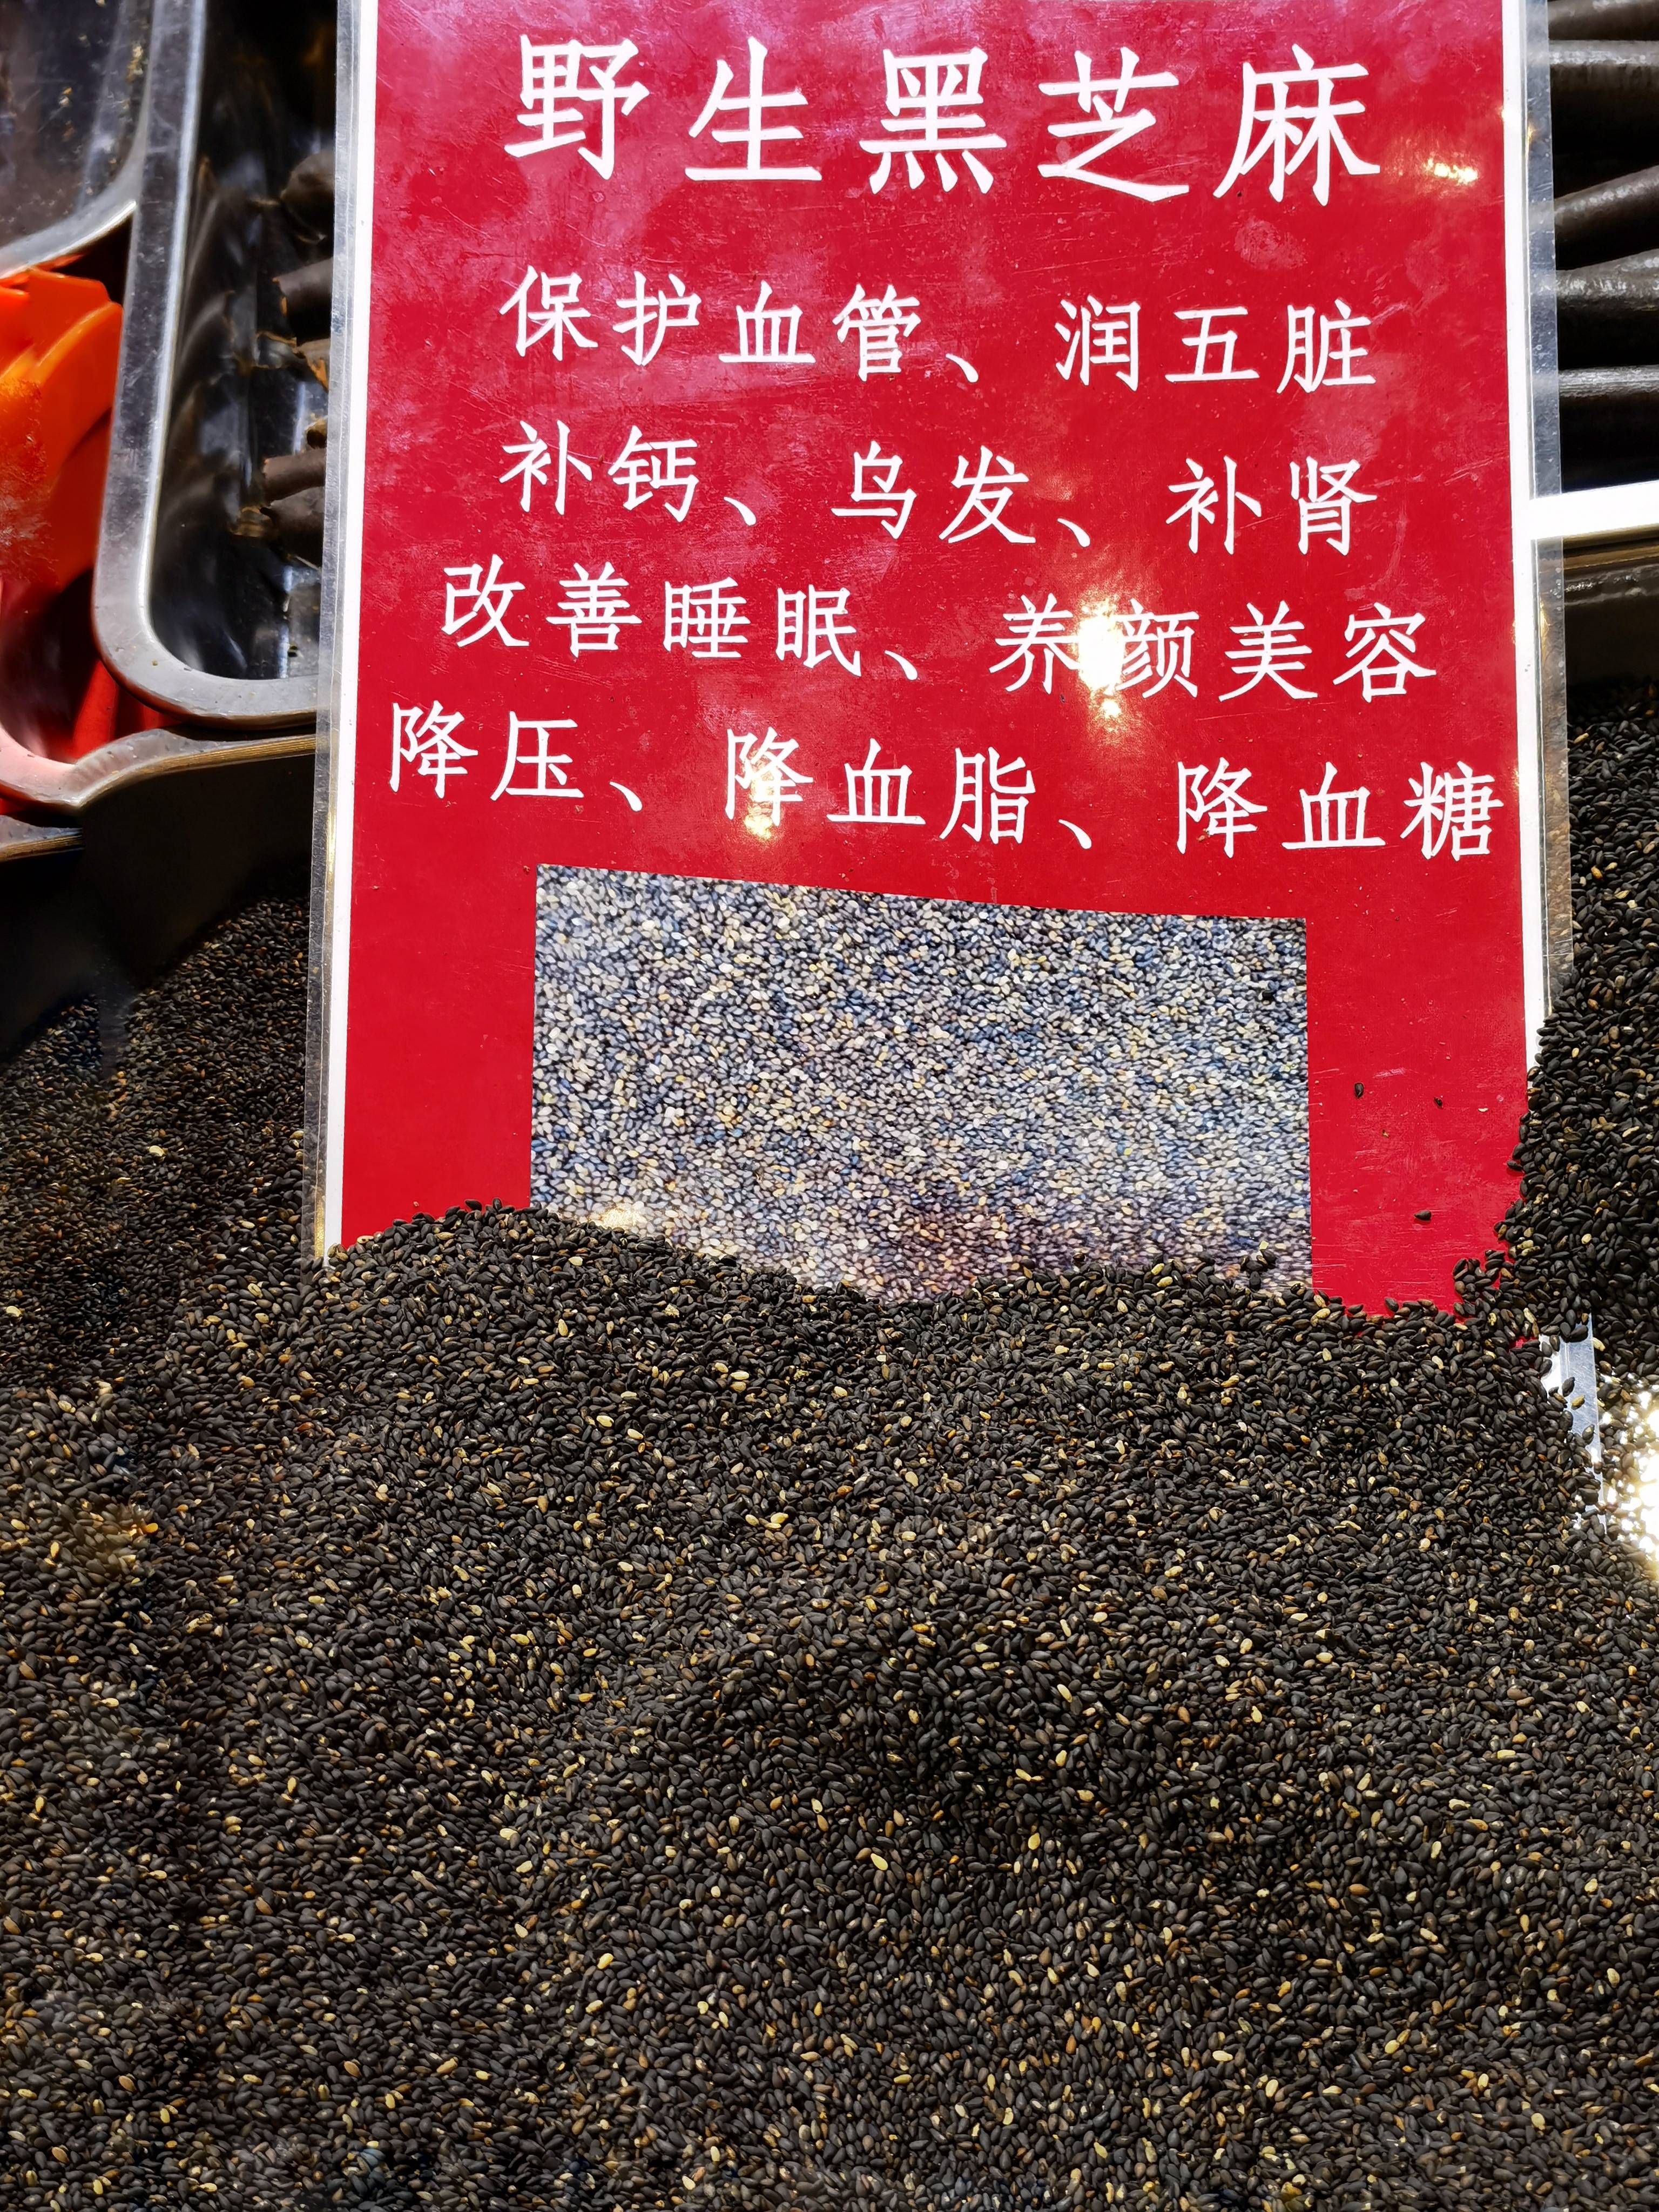 野生黑芝麻
保护血管、润五脏
补钙、乌发、补肾
改善睡眠、养颜美容
降压、降血脂、降血糖